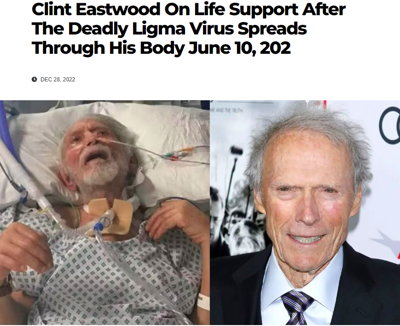 Clint Eastwood On Life Support After
The Deadly Ligma Virus Spreads
Through His Body June 10, 202
DEC 28, 2022